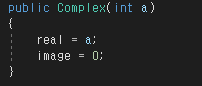 public Complex(int a)
{
real = a;
image = 0;
}